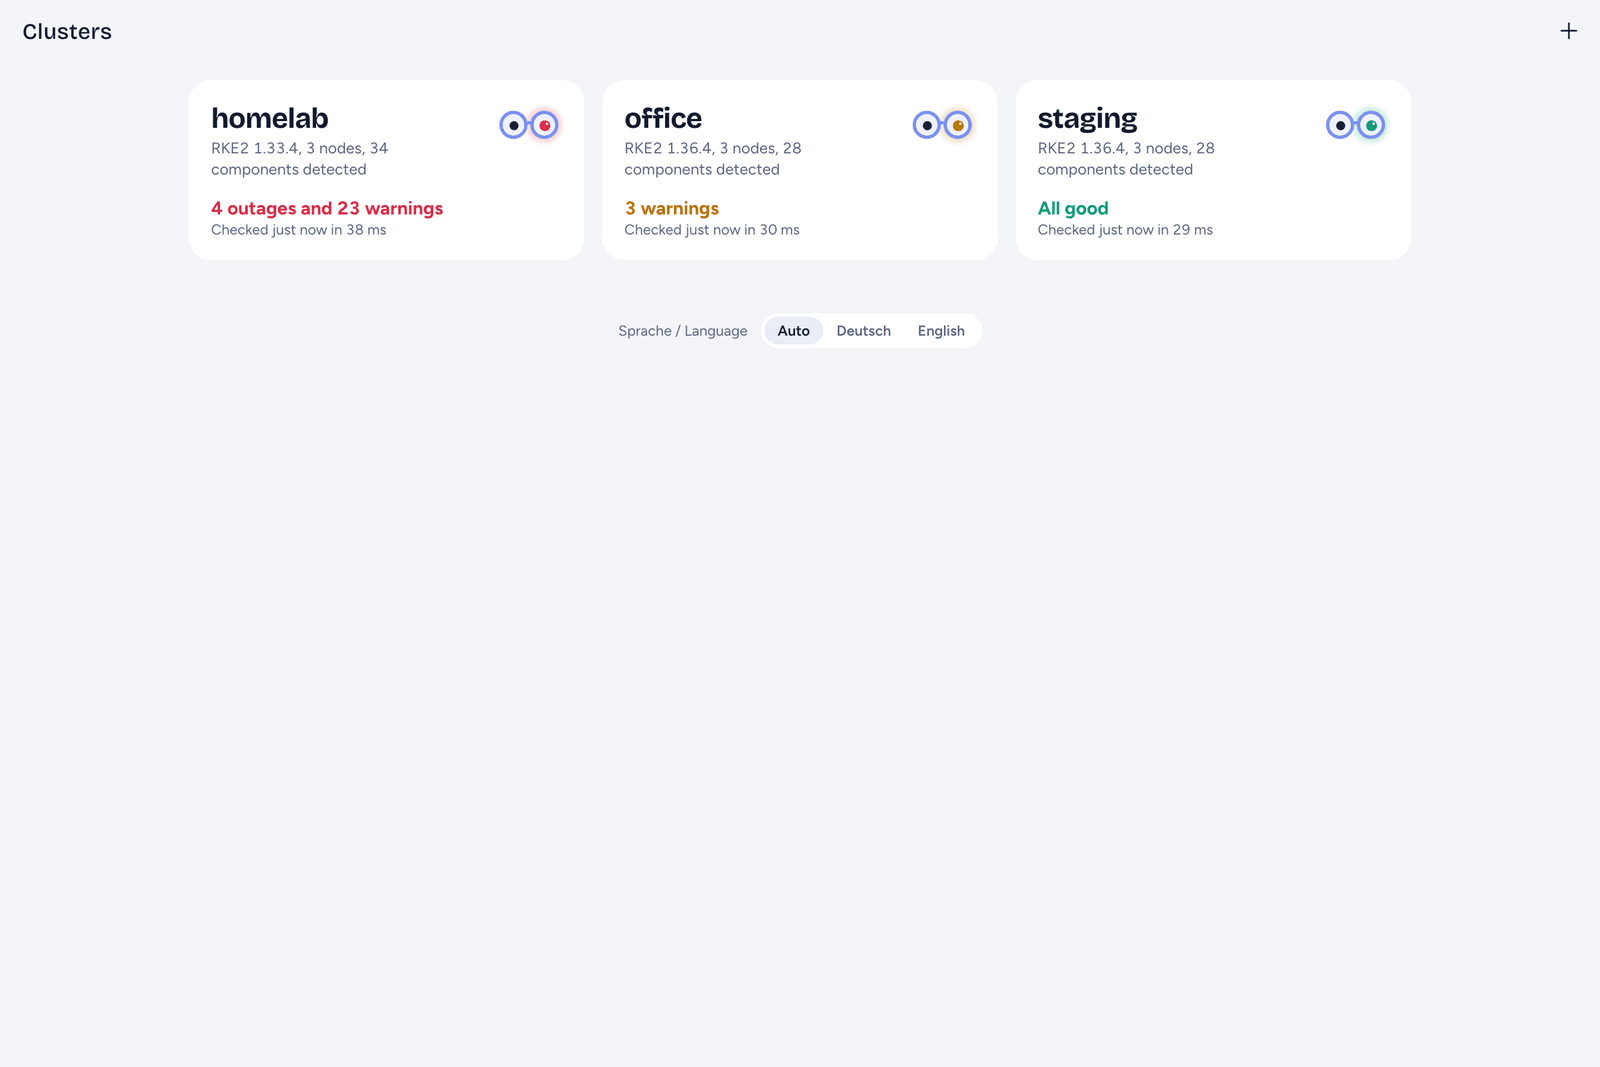 Clusters
homelab
RKE2 1.33.4, 3 nodes, 34
components detected
4 outages and 23 warnings
Checked just now in 38 ms
office
RKE2 1.36.4, 3 nodes, 28
components detected
3 warnings
Checked just now in 30 ms
staging
RKE2 1.36.4, 3 nodes, 28
components detected
All good
Checked just now in 29 ms
Sprache / Language Auto Deutsch English